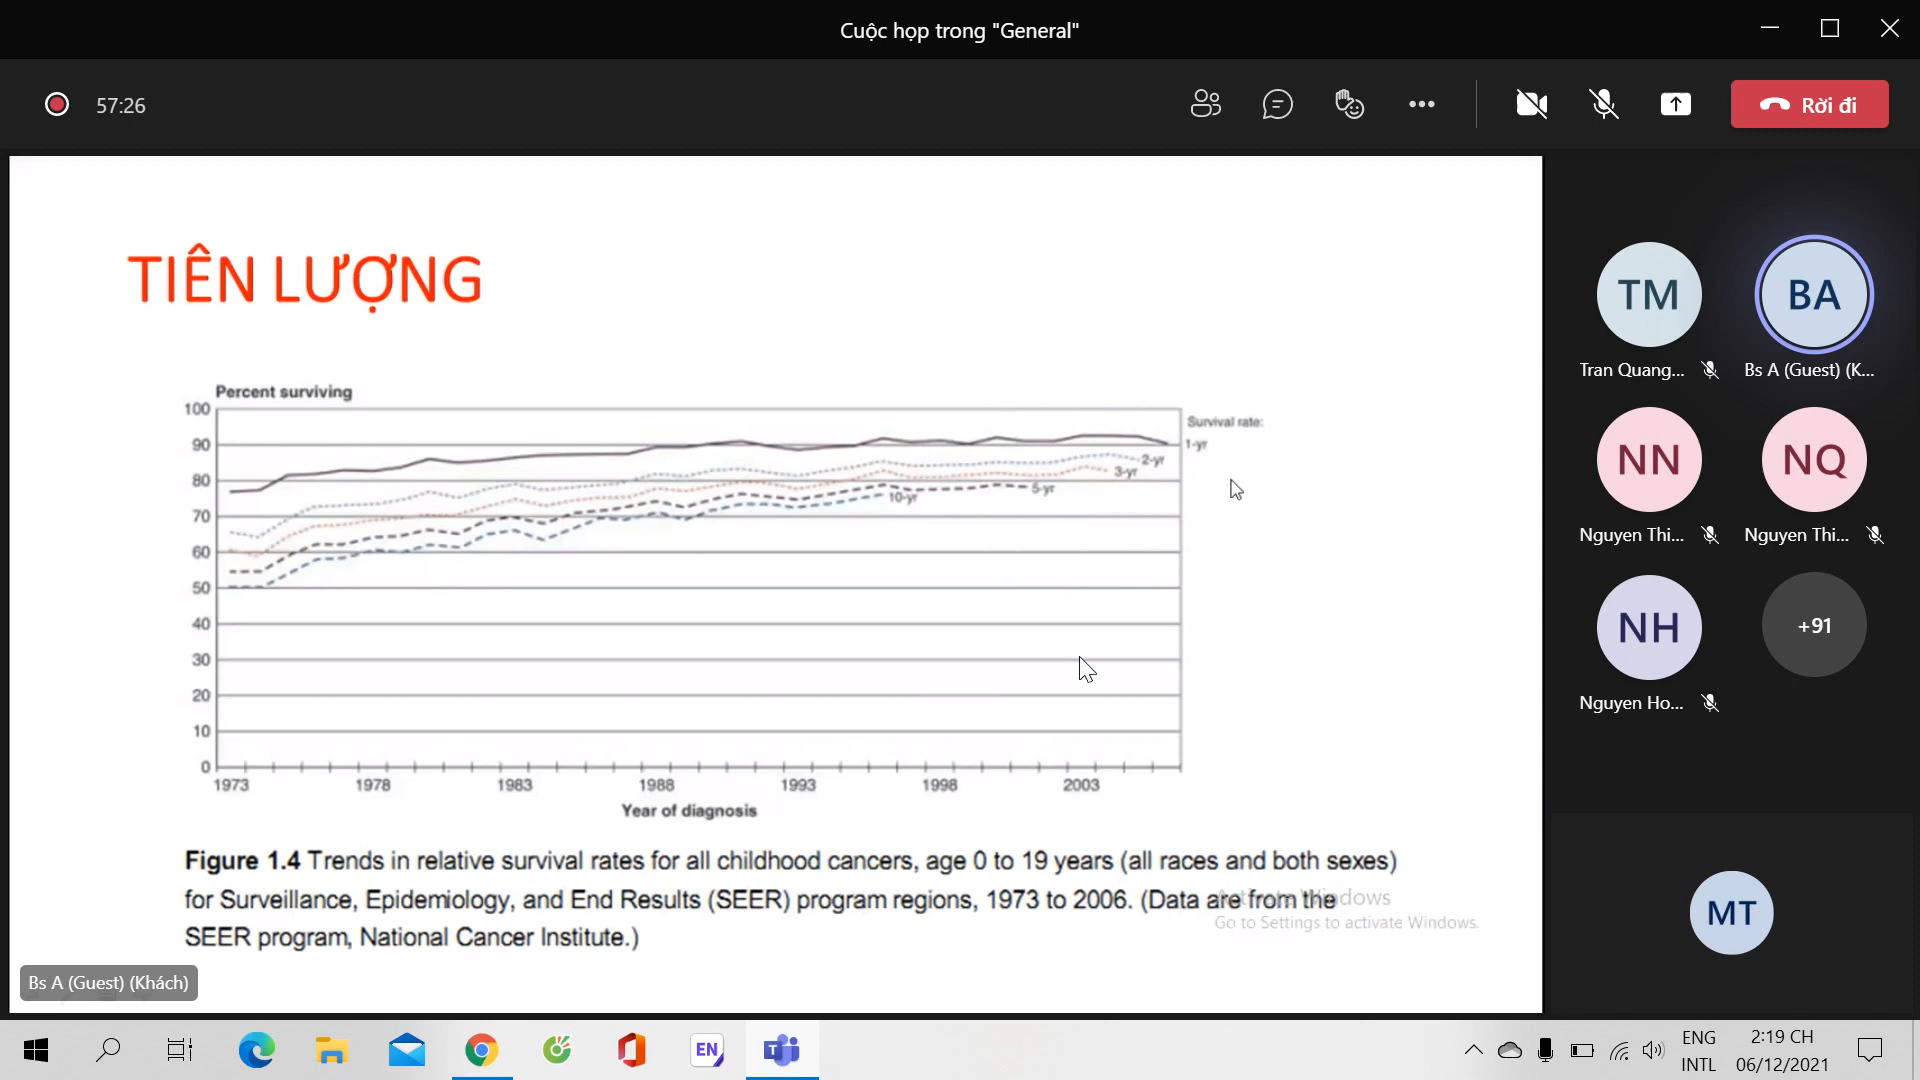 Cuộc họp trong "General"
57:26
Rời đi
TIÊN LƯỢNG
Percent surviving
100
90
80
70
60
50
40
30
20
10
0
Survival rate:
1-yr
2-yr
3-yr
5-yr
10-yr
1973 1978 1983 1988 1993 1998 2003
Year of diagnosis
Figure 1.4 Trends in relative survival rates for all childhood cancers, age 0 to 19 years (all races and both sexes)
for Surveillance, Epidemiology, and End Results (SEER) program regions, 1973 to 2006. (Data are from the
SEER program, National Cancer Institute.)
Activate Windows
Go to Settings to activate Windows.
Bs A (Guest) (Khách)
TM BA
Tran Quang... Bs A (Guest) (K...
NN NQ
Nguyen Thi... Nguyen Thi...
NH +91
Nguyen Ho...
MT
EN
T
ENG
INTL
2:19 CH
06/12/2021